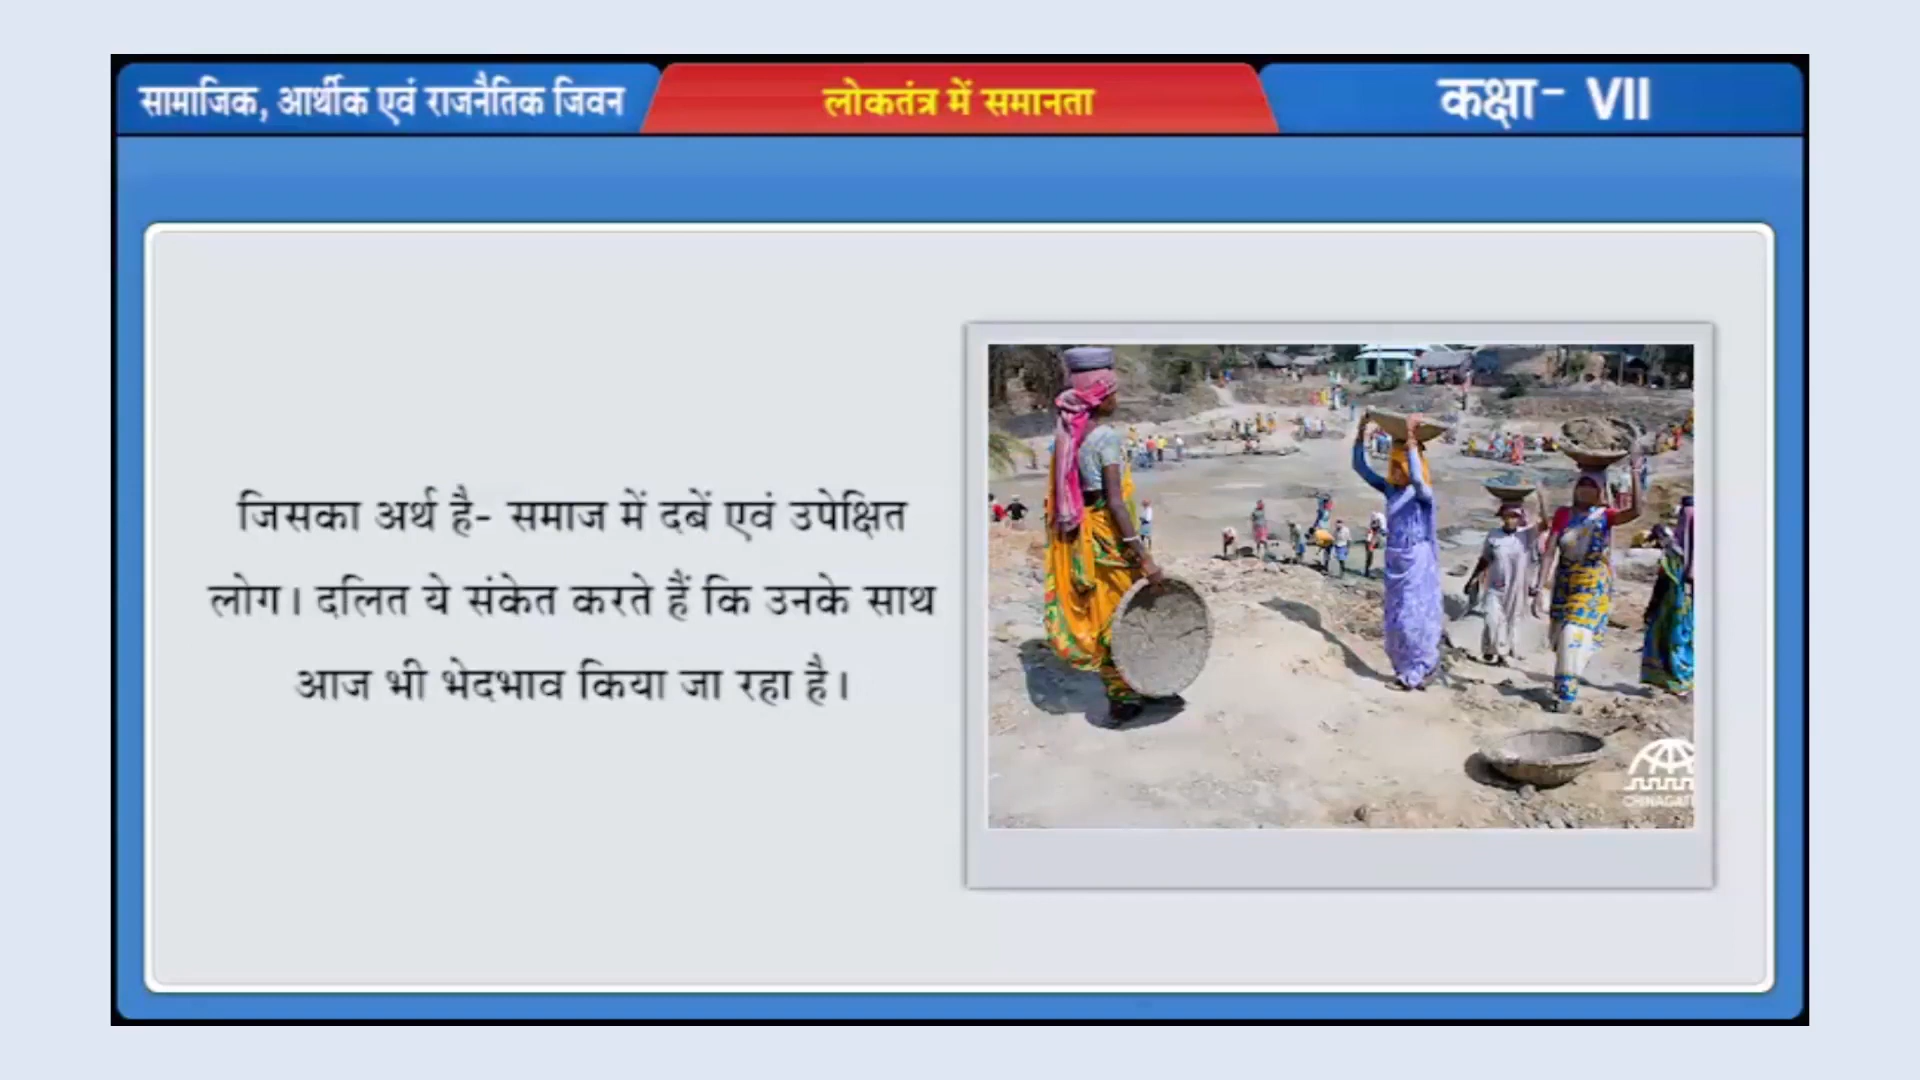 सामाजिक, आर्थीक एवं राजनैतिक जिवन
लोकतंत्र में समानता
कक्षा- VII
जिसका अर्थ है- समाज में दबें एवं उपेक्षित
लोग। दलित ये संकेत करते हैं कि उनके साथ
आज भी भेदभाव किया जा रहा है।